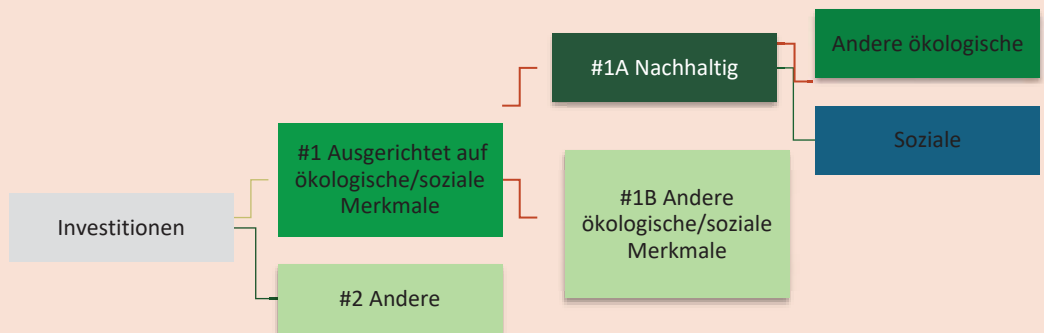 Investitionen
#1 Ausgerichtet auf
ökologische/soziale
Merkmale
#2 Andere
#1A Nachhaltig
#1B Andere
ökologische/soziale
Merkmale
Andere ökologische
Soziale